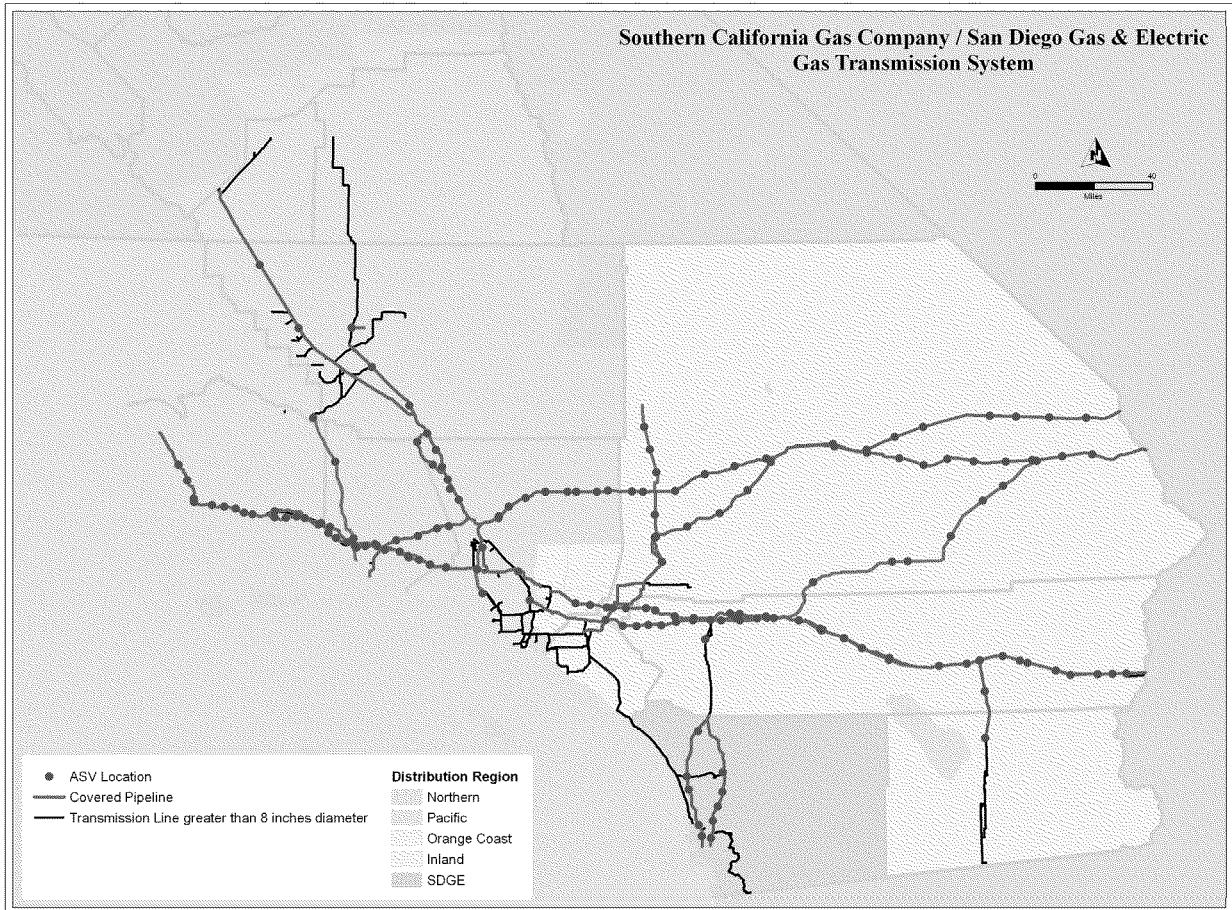 Southern California Gas Company / San Diego Gas & Electric
Gas Transmission System
N
0
40
Miles
ASV Location
Covered Pipeline
Transmission Line greater than 8 inches diameter
Distribution Region
Northern
Pacific
Orange Coast
Inland
SDGE